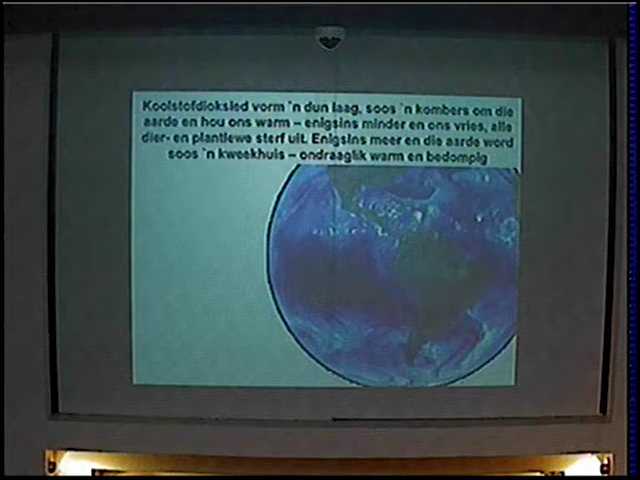 Koolstofdioksied vorm `n dun laag, soos `n kombers om die
aarde en hou ons warm – enigsins minder en ons vries, alle
dier- en plantlewe sterf uit. Enigsins meer en die aarde word
soos `n kweekhuis – ondraaglik warm en bedompig